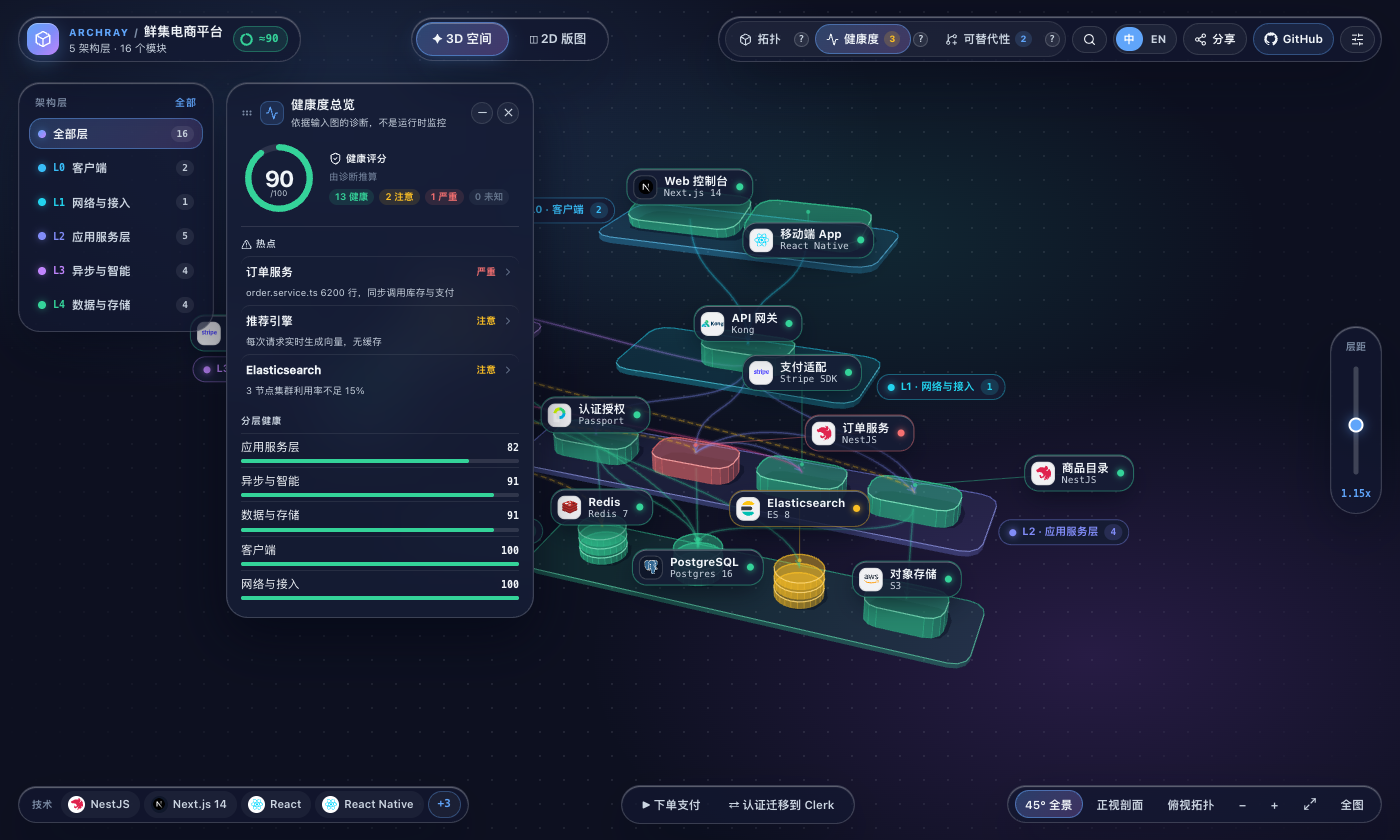 ARCHRAY / 鲜集电商平台
5 架构层 · 16 个模块
≈90
3D 空间
2D 版图
拓扑 ?
健康度 3 ?
可替代性 2 ?
中 EN
分享
GitHub
架构层 全部
全部层 16
L0 客户端 2
L1 网络与接入 1
L2 应用服务层 5
L3 异步与智能 4
L4 数据与存储 4
stripe
健康度总览
依据输入图的诊断，不是运行时监控
90
/100
健康评分
由诊断推算
13 健康 2 注意 1 严重 0 未知
热点
订单服务 严重
order.service.ts 6200 行，同步调用库存与支付
推荐引擎 注意
每次请求实时生成向量，无缓存
Elasticsearch 注意
3 节点集群利用率不足 15%
分层健康
应用服务层 82
异步与智能 91
数据与存储 91
客户端 100
网络与接入 100
· 客户端 2
N
Web 控制台
Next.js 14
移动端 App
React Native
Kong
API 网关
Kong
stripe
支付适配
Stripe SDK
L1 · 网络与接入 1
认证授权
Passport
订单服务
NestJS
商品目录
NestJS
Redis
Redis 7
Elasticsearch
ES 8
L2 · 应用服务层 4
PostgreSQL
Postgres 16
aws
对象存储
S3
层距
1.15x
技术
NestJS
N Next.js 14
React
React Native
+3
下单支付
认证迁移到 Clerk
45° 全景
正视剖面
俯视拓扑
− +
全图